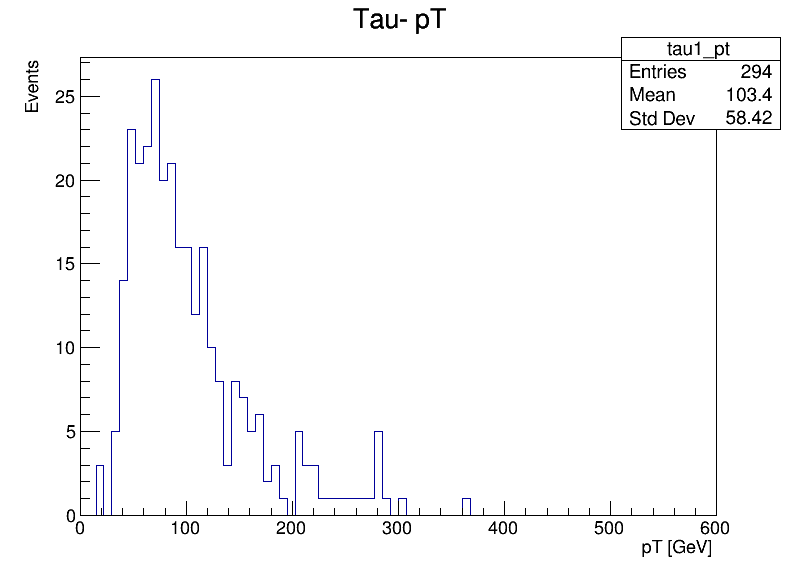 Tau- pT
tau1_pt
Entries 294
Mean 103.4
Std Dev 58.42
Events
25
20
15
10
5
0
0 100 200 300 400 500 600
pT [GeV]